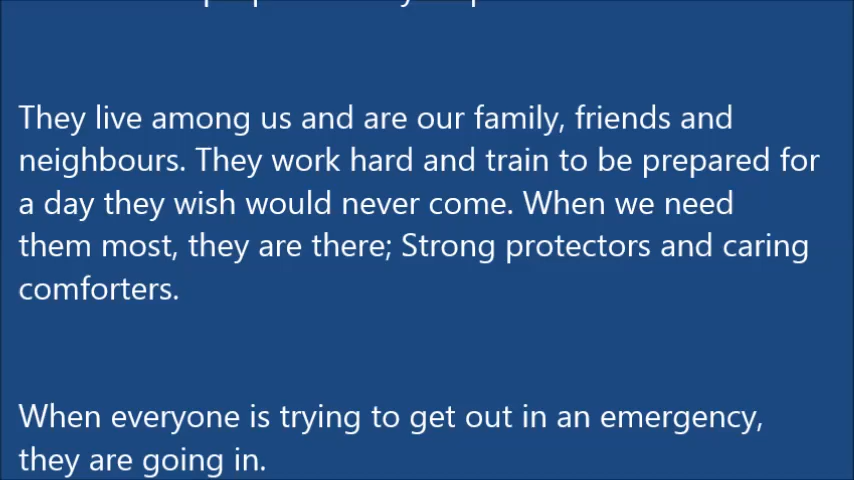 They live among us and are our family, friends and
neighbours. They work hard and train to be prepared for
a day they wish would never come. When we need
them most, they are there; Strong protectors and caring
comforters.
When everyone is trying to get out in an emergency,
they are going in.